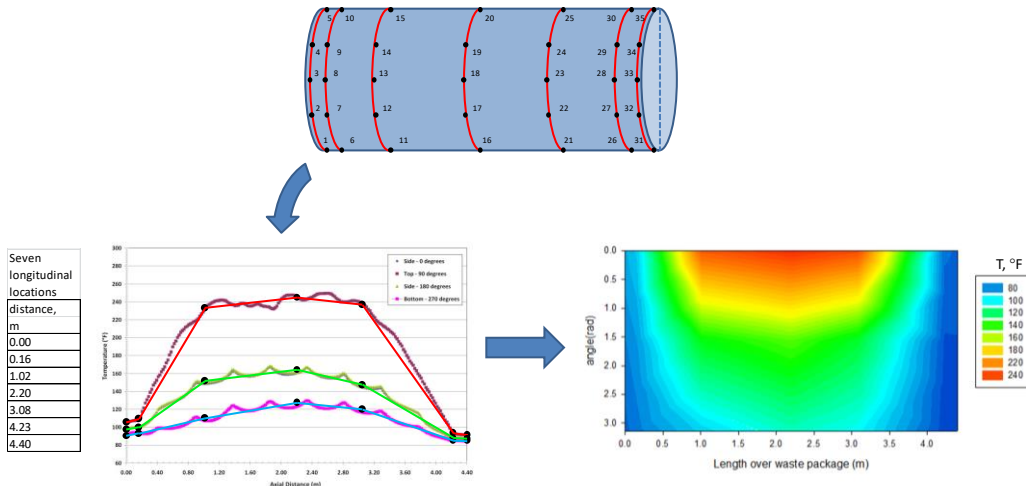 5 10 15 20 25 30 35
4 9 14 19 24 29 34
3 8 13 18 23 28 33
2 7 12 17 22 27 32
1 6 11 16 21 26 31
Seven
longitudinal
locations
distance,
m
0.00
0.16
1.02
2.20
3.08
4.23
4.40
300
280
260
240
220
200
180
160
140
120
100
80
60
Temperature (°F)
Side - 0 degrees
Top - 90 degrees
Side - 180 degrees
Bottom - 270 degrees
0.00 0.40 0.80 1.20 1.60 2.00 2.40 2.80 3.20 3.60 4.00 4.40
Axial Distance (m)
0.0
0.5
1.0
1.5
2.0
2.5
3.0
angle(rad)
0.0 0.5 1.0 1.5 2.0 2.5 3.0 3.5 4.0
Length over waste package (m)
T, °F
80
100
120
140
160
180
220
240